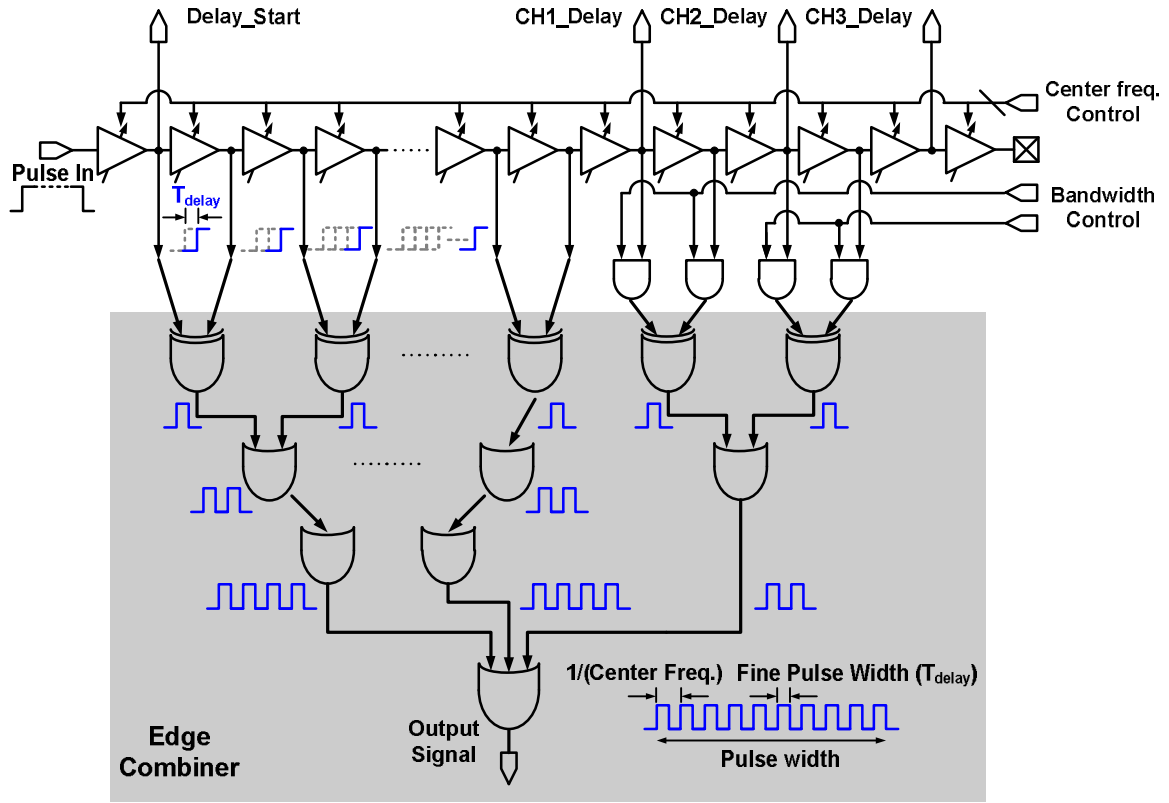 Delay_Start
CH1_Delay
CH2_Delay
CH3_Delay
Center freq.
Control
Pulse In
Tdelay
Bandwidth
Control
1/(Center Freq.)
Fine Pulse Width (Tdelay)
Pulse width
Output
Signal
Edge
Combiner